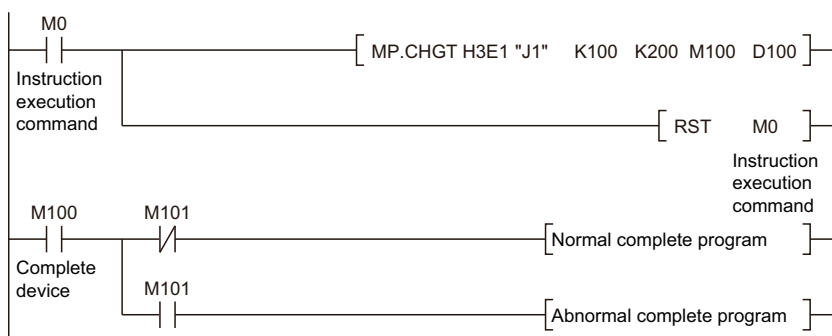 M0
MP.CHGT H3E1 "J1" K100 K200 M100 D100
Instruction
execution
command
RST M0
Instruction
execution
command
M100 M101
Normal complete program
Complete
device
M101
Abnormal complete program